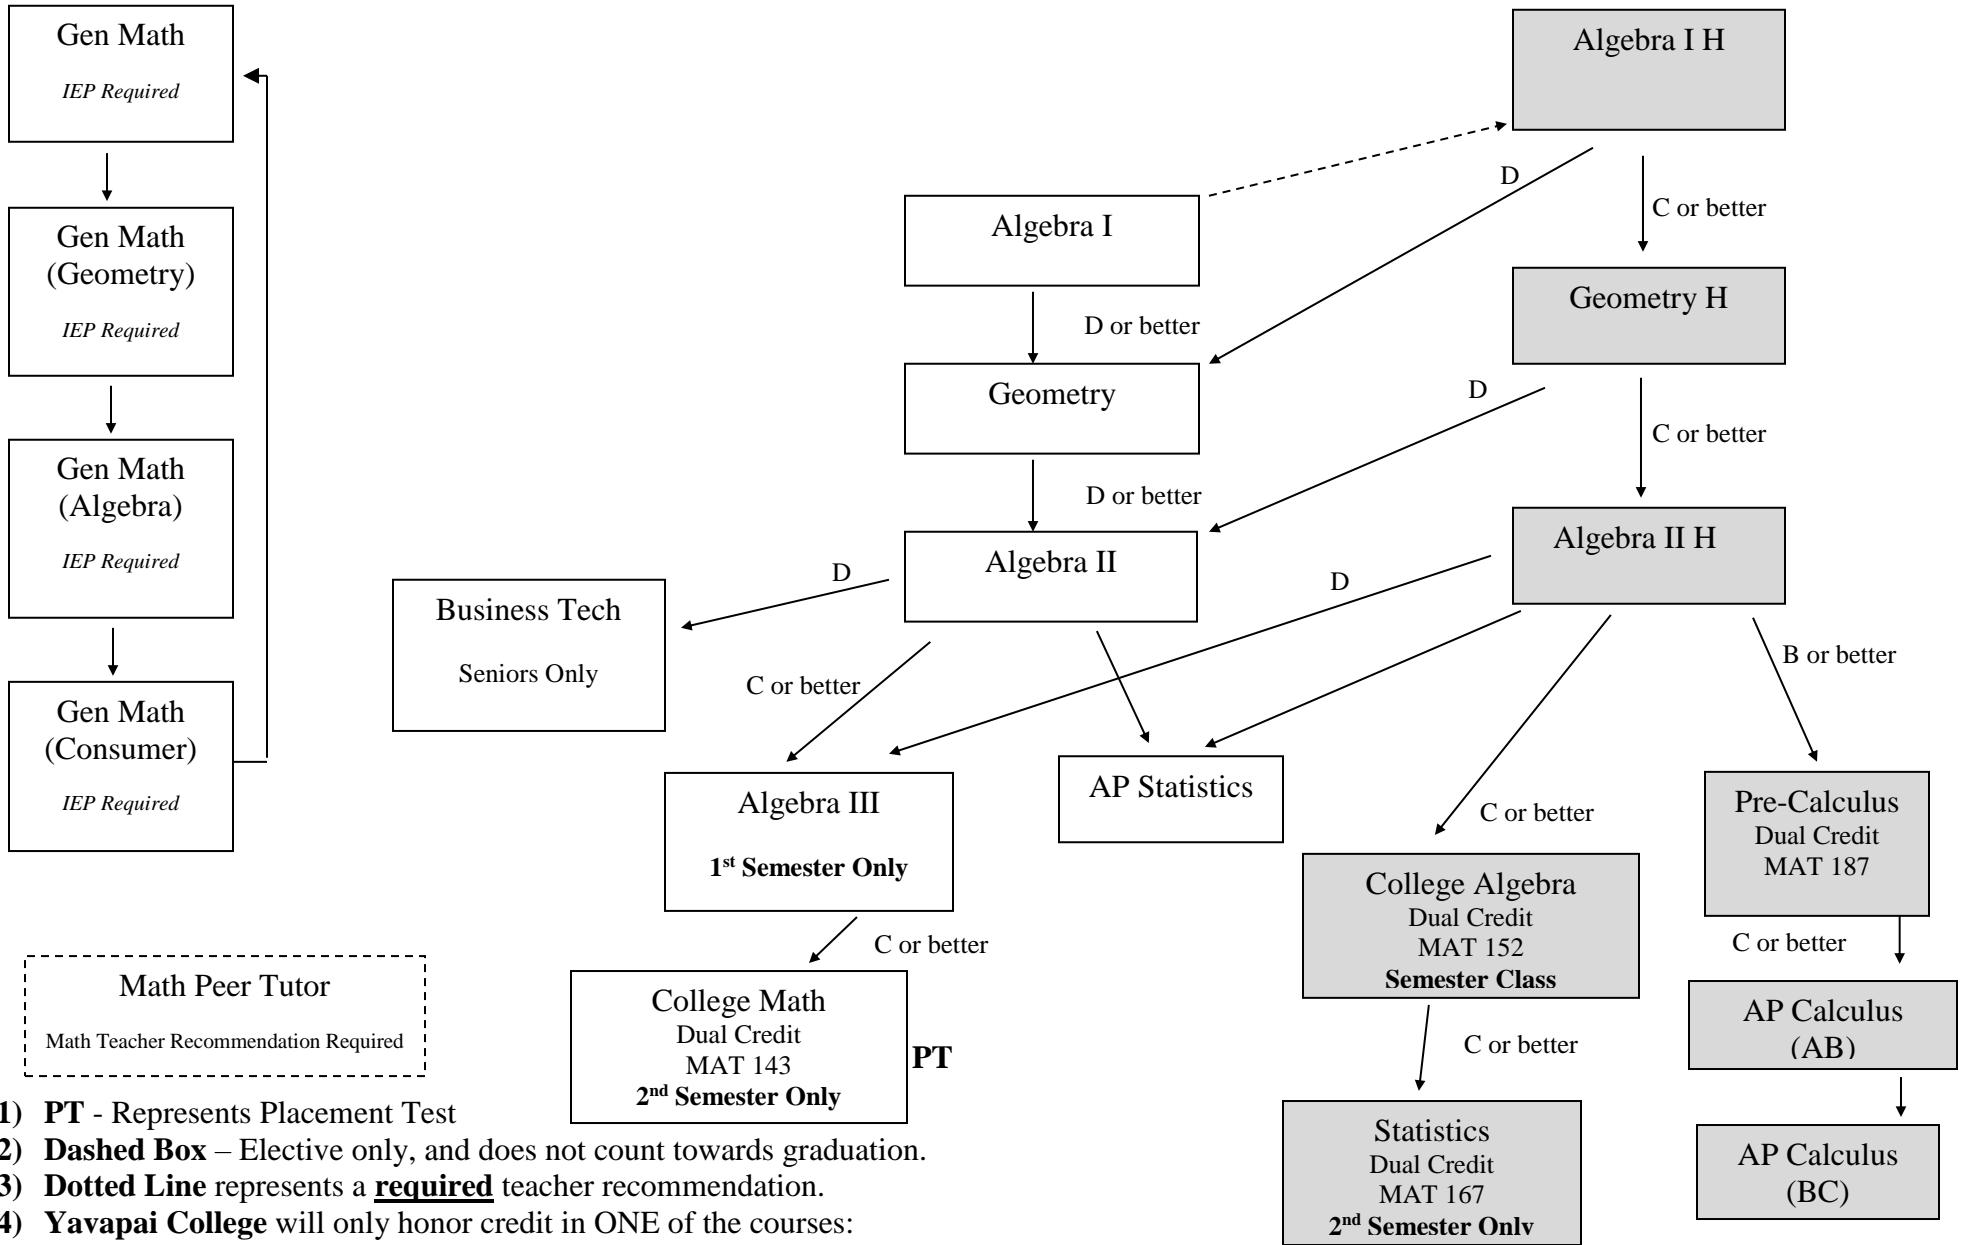 Gen Math
IEP Required
Gen Math
(Geometry)
IEP Required
Gen Math
(Algebra)
IEP Required
Gen Math
(Consumer)
IEP Required
Algebra I H
D
C or better
Algebra I
D or better
Geometry H
Geometry
D
C or better
D or better
Algebra II H
Algebra II
D
D
Business Tech
Seniors Only
C or better
B or better
Algebra III
1st Semester Only
AP Statistics
C or better
Pre-Calculus
Dual Credit
MAT 187
College Algebra
Dual Credit
MAT 152
Semester Class
C or better
C or better
College Math
Dual Credit
MAT 143
2nd Semester Only
PT
C or better
AP Calculus
(AB)
Statistics
Dual Credit
MAT 167
2nd Semester Only
AP Calculus
(BC)
Math Peer Tutor
Math Teacher Recommendation Required
1) PT - Represents Placement Test
2) Dashed Box – Elective only, and does not count towards graduation.
3) Dotted Line represents a required teacher recommendation.
4) Yavapai College will only honor credit in ONE of the courses: